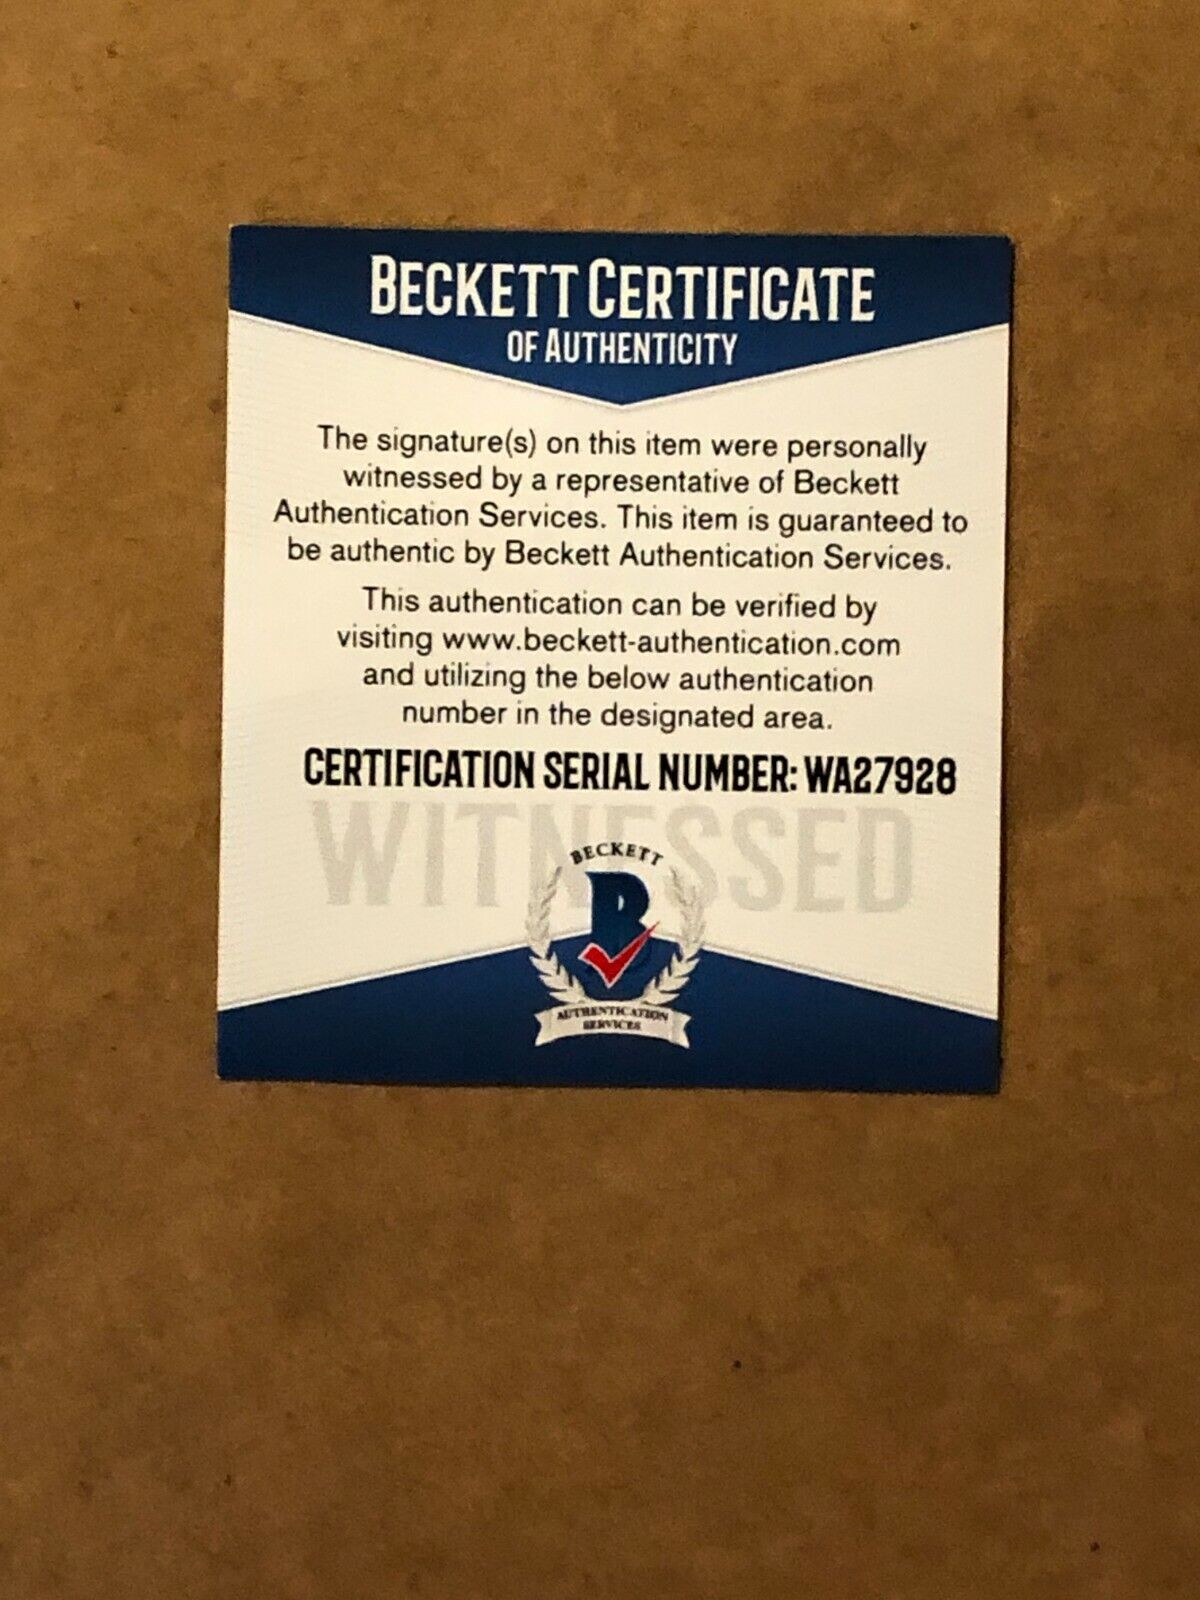 BECKETT CERTIFICATE
OF AUTHENTICITY
The signature(s) on this item were personally
witnessed by a representative of Beckett
Authentication Services. This item is guaranteed to
be authentic by Beckett Authentication Services.
This authentication can be verified by
visiting www.beckett-authentication.com
and utilizing the below authentication
number in the designated area.
CERTIFICATION SERIAL NUMBER: WA27928
WITNESSED
BECKETT
B
AUTHENTICATION
SERVICES